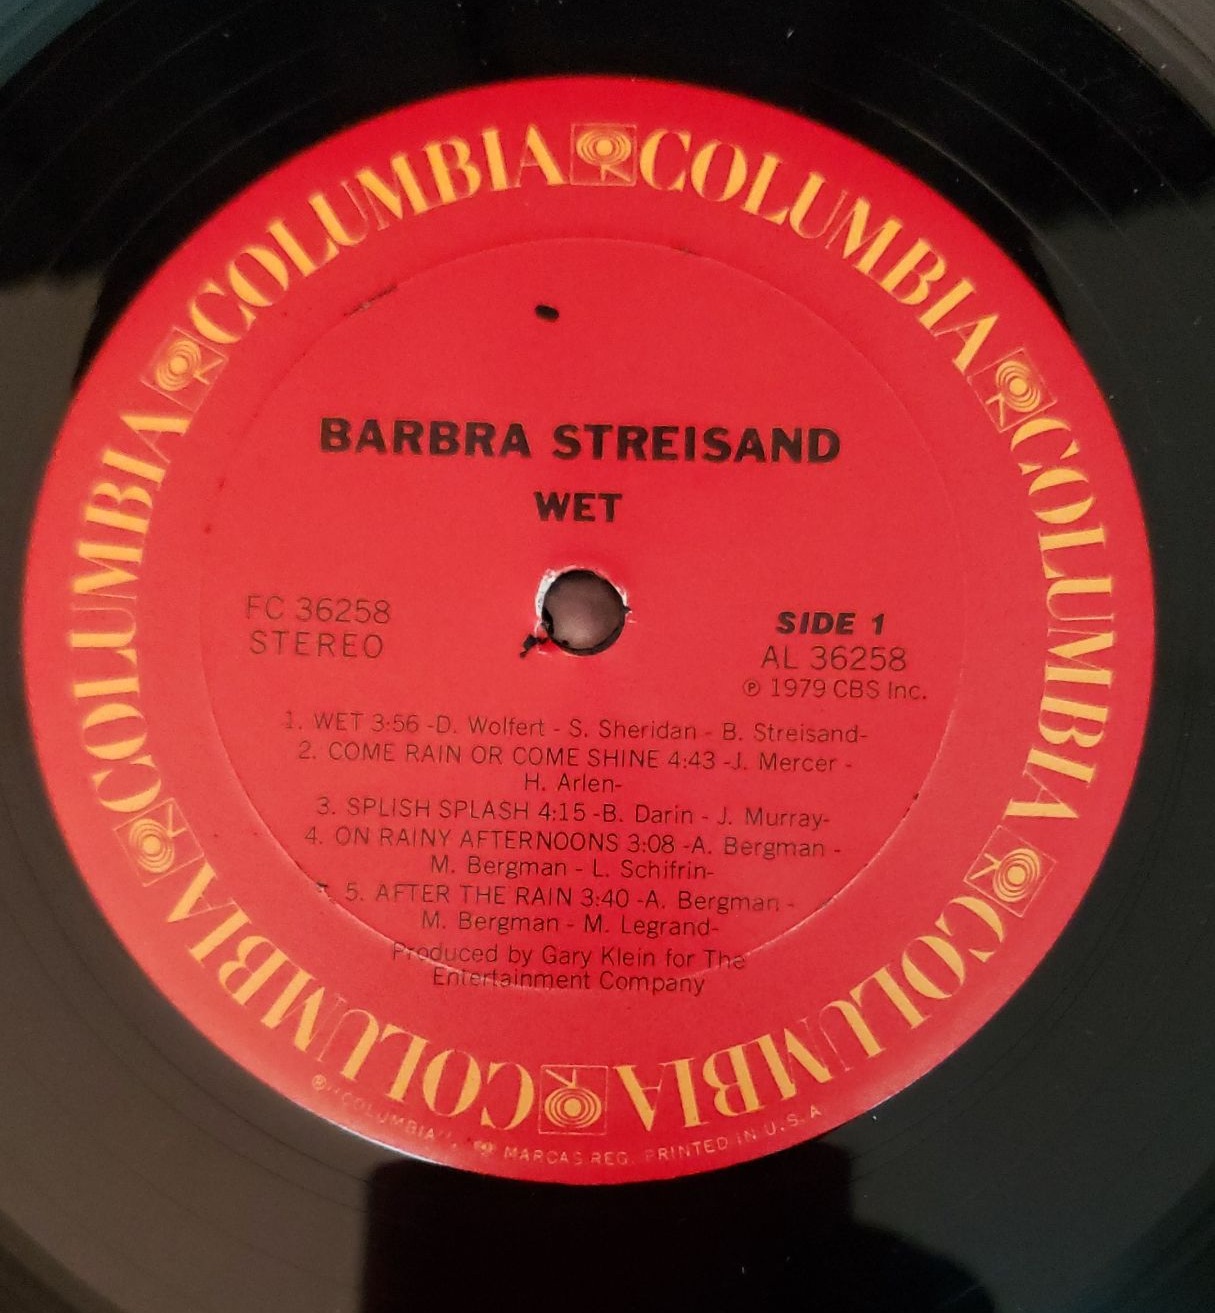 COLUMBIA COLUMBIA COLUMBIA COLUMBIA COLUMBIA COLUMBIA
BARBRA STREISAND
WET
FC 36258
STEREO
SIDE 1
AL 36258
℗ 1979 CBS Inc.
1. WET 3:56 -D. Wolfert - S. Sheridan - B. Streisand-
2. COME RAIN OR COME SHINE 4:43 -J. Mercer -
H. Arlen-
3. SPLISH SPLASH 4:15 -B. Darin - J. Murray-
4. ON RAINY AFTERNOONS 3:08 -A. Bergman -
M. Bergman - L. Schifrin-
5. AFTER THE RAIN 3:40 -A. Bergman -
M. Bergman - M. Legrand-
Produced by Gary Klein for The
Entertainment Company
® "COLUMBIA", MARCAS REG. PRINTED IN U.S.A